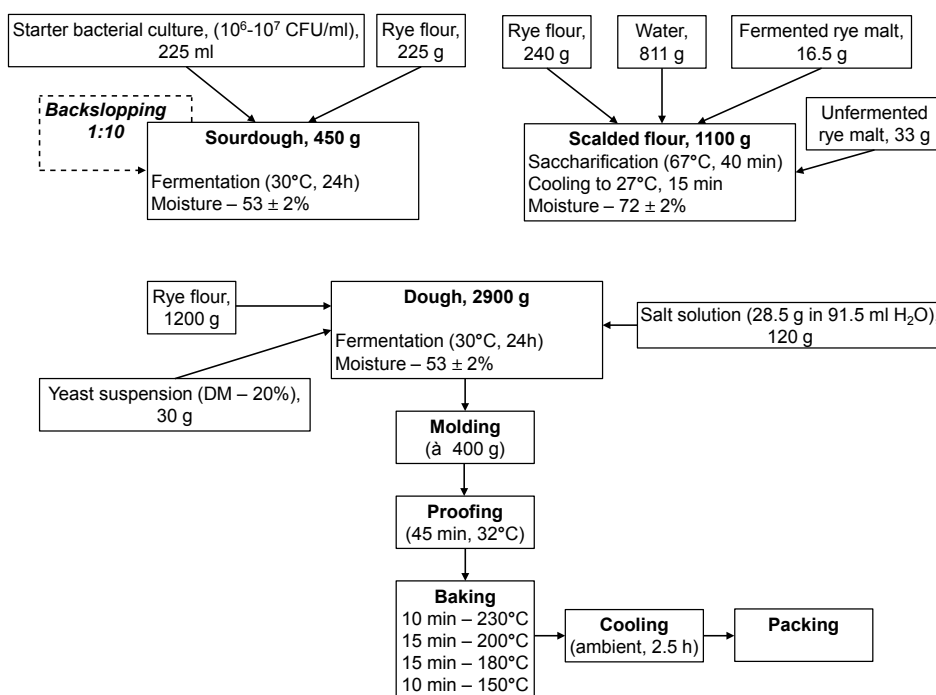 Starter bacterial culture, (10⁶-10⁷ CFU/ml),
225 ml
Rye flour,
225 g
Backslopping
1:10
Sourdough, 450 g
Fermentation (30°C, 24h)
Moisture – 53 ± 2%
Rye flour,
240 g
Water,
811 g
Fermented rye malt,
16.5 g
Unfermented
rye malt, 33 g
Scalded flour, 1100 g
Saccharification (67°C, 40 min)
Cooling to 27°C, 15 min
Moisture – 72 ± 2%
Rye flour,
1200 g
Dough, 2900 g
Fermentation (30°C, 24h)
Moisture – 53 ± 2%
Salt solution (28.5 g in 91.5 ml H₂O),
120 g
Yeast suspension (DM – 20%),
30 g
Molding
(à 400 g)
Proofing
(45 min, 32°C)
Baking
10 min – 230°C
15 min – 200°C
15 min – 180°C
10 min – 150°C
Cooling
(ambient, 2.5 h)
Packing